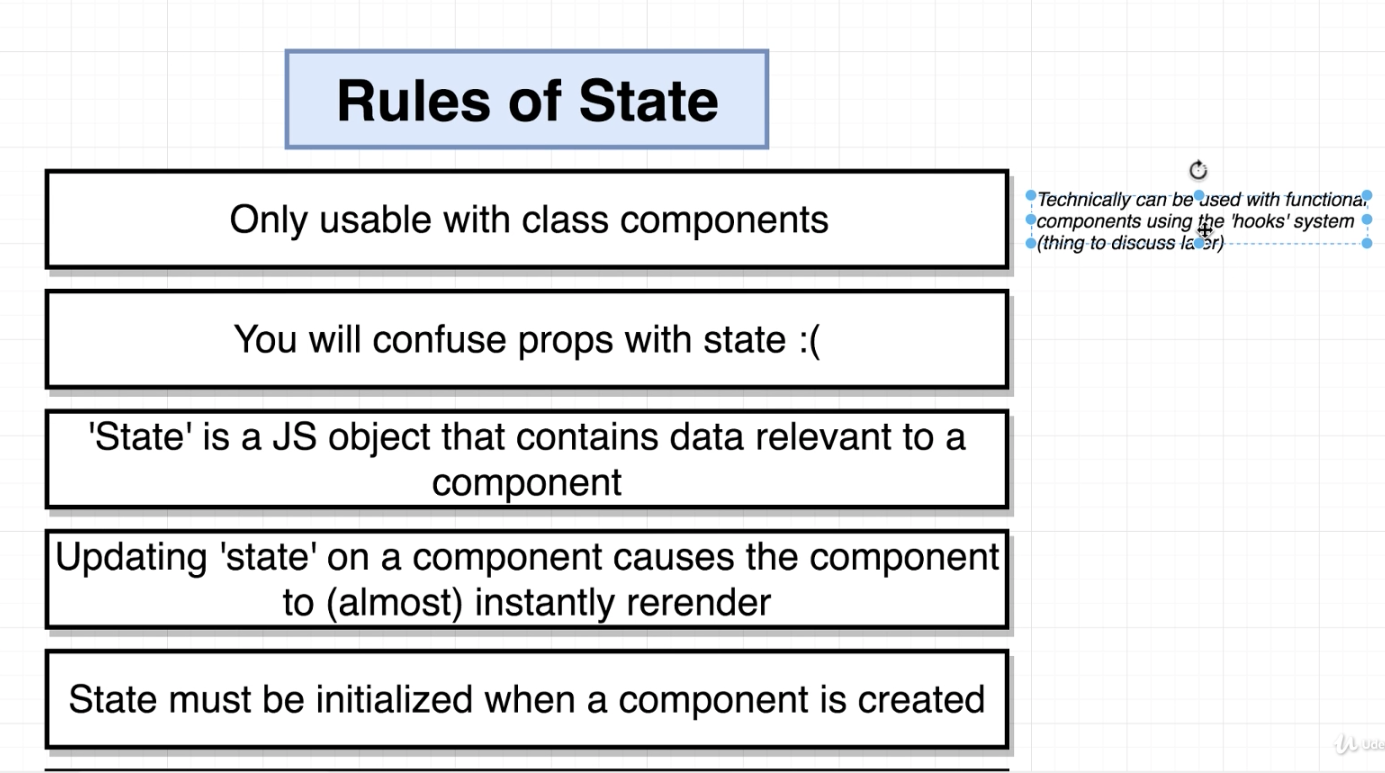 Rules of State
Only usable with class components
Technically can be used with functional
components using the 'hooks' system
(thing to discuss later)
You will confuse props with state :(
'State' is a JS object that contains data relevant to a
component
Updating 'state' on a component causes the component
to (almost) instantly rerender
State must be initialized when a component is created
Ude